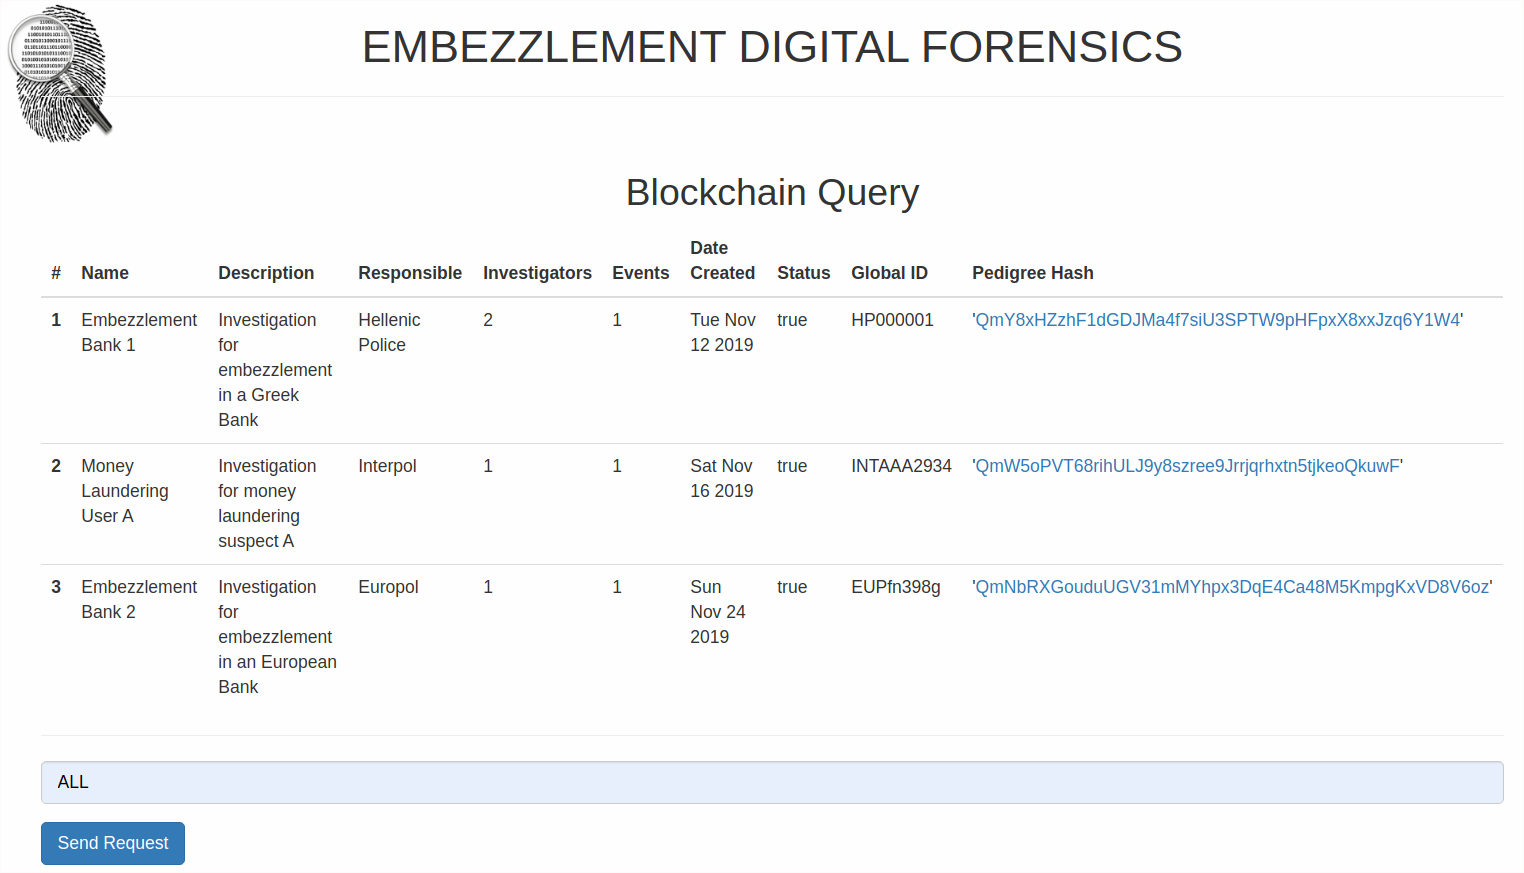 EMBEZZLEMENT DIGITAL FORENSICS
Blockchain Query
# Name Description Responsible Investigators Events Date Created Status Global ID Pedigree Hash
1 Embezzlement Investigation Hellenic 2 1 Tue Nov true HP000001 'QmY8xHZzhF1dGDJMa4f7siU3SPTW9pHFpxX8xxJzq6Y1W4'
Bank 1 for Police 12 2019
embezzlement
in a Greek
Bank
2 Money Investigation Interpol 1 1 Sat Nov true INTAAA2934 'QmW5oPVT68rihULJ9y8szree9Jrrjqrhxtn5tjkeoQkuwF'
Laundering for money 16 2019
User A laundering
suspect A
3 Embezzlement Investigation Europol 1 1 Sun true EUPfn398g 'QmNbRXGouduUGV31mMYhpx3DqE4Ca48M5KmpgKxVD8V6oz'
Bank 2 for Nov 24
embezzlement 2019
in an European
Bank
ALL
Send Request